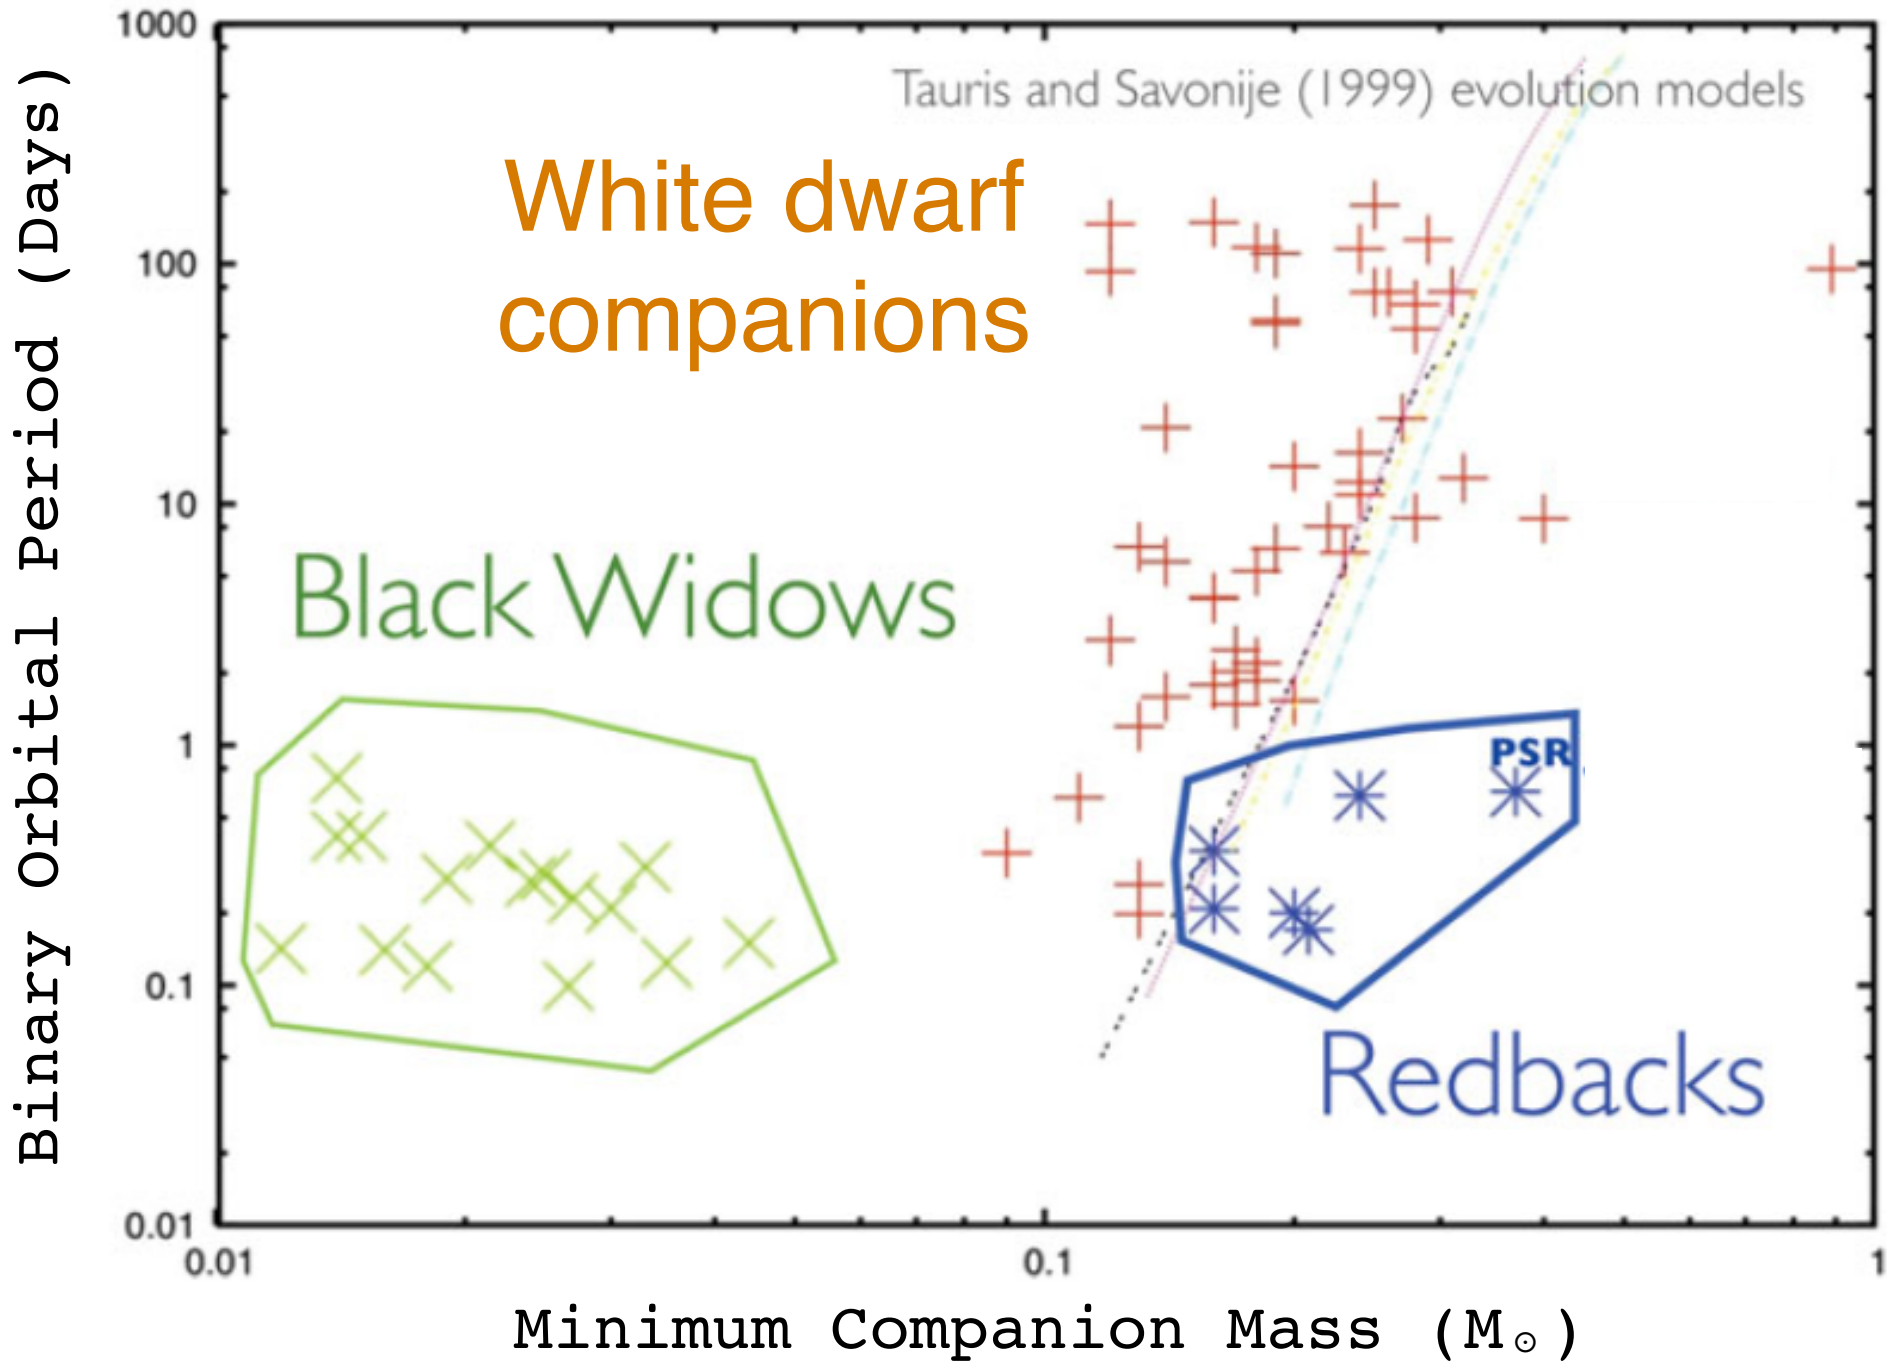 1000
Tauris and Savonije (1999) evolution models
White dwarf
companions
100
10
Black Widows
1
PSR
0.1
Redbacks
0.01
0.01
0.1
1
Binary Orbital Period (Days)
Minimum Companion Mass (M☉)